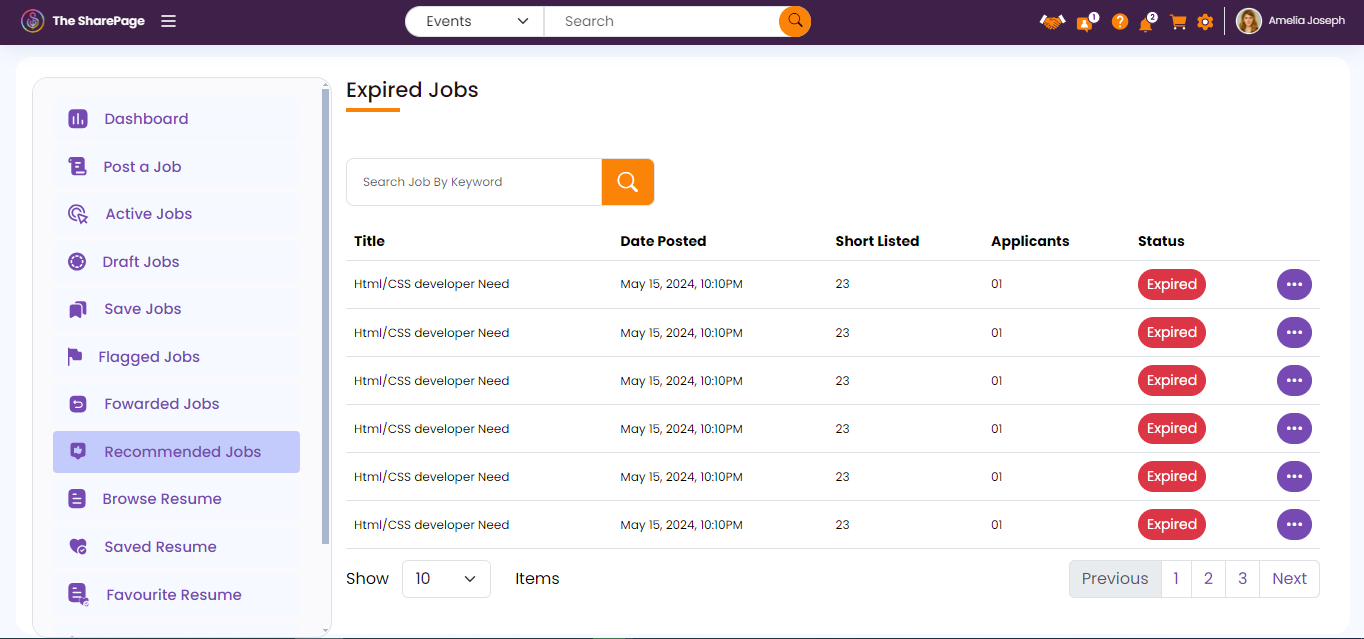 The SharePage
Events
Search
1
?
2
Amelia Joseph
Dashboard
Post a Job
Active Jobs
Draft Jobs
Save Jobs
Flagged Jobs
Fowarded Jobs
Recommended Jobs
Browse Resume
Saved Resume
Favourite Resume
Expired Jobs
Search Job By Keyword
Title Date Posted Short Listed Applicants Status
Html/CSS developer Need May 15, 2024, 10:10PM 23 01 Expired
Html/CSS developer Need May 15, 2024, 10:10PM 23 01 Expired
Html/CSS developer Need May 15, 2024, 10:10PM 23 01 Expired
Html/CSS developer Need May 15, 2024, 10:10PM 23 01 Expired
Html/CSS developer Need May 15, 2024, 10:10PM 23 01 Expired
Html/CSS developer Need May 15, 2024, 10:10PM 23 01 Expired
Show 10 Items Previous 1 2 3 Next